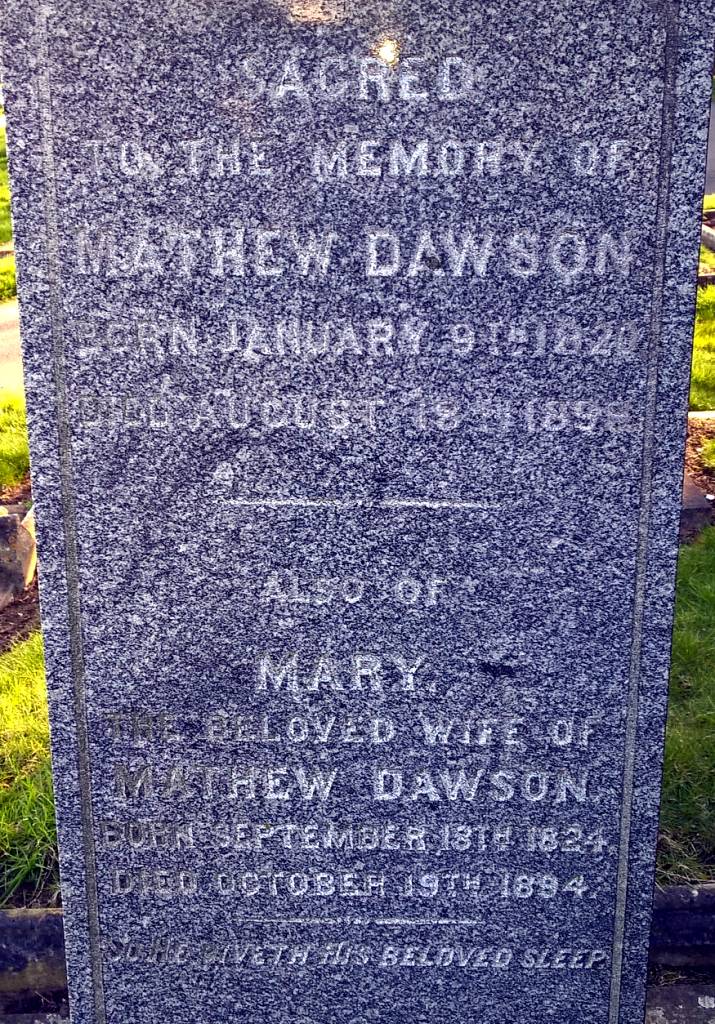 SACRED
TO THE MEMORY OF
MATHEW DAWSON
BORN JANUARY 9TH 1820
DIED AUGUST 18TH 1898
ALSO OF
MARY,
THE BELOVED WIFE OF
MATHEW DAWSON.
BORN SEPTEMBER 13TH 1824,
DIED OCTOBER 19TH 1894.
SO HE GIVETH HIS BELOVED SLEEP